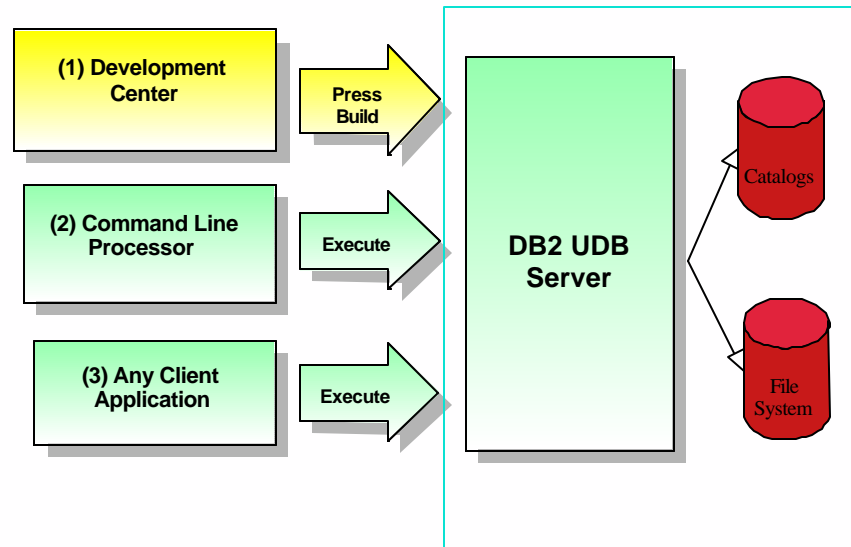 (1) Development
Center
Press
Build
(2) Command Line
Processor
Execute
(3) Any Client
Application
Execute
DB2 UDB
Server
Catalogs
File
System